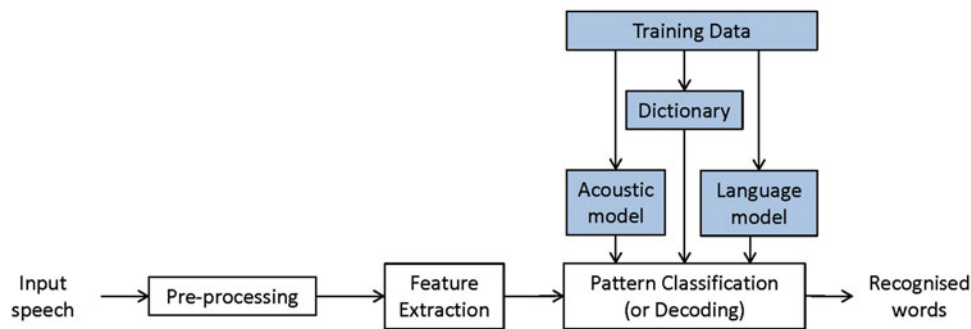 Training Data
Dictionary
Acoustic
model
Language
model
Input
speech
Pre-processing
Feature
Extraction
Pattern Classification
(or Decoding)
Recognised
words